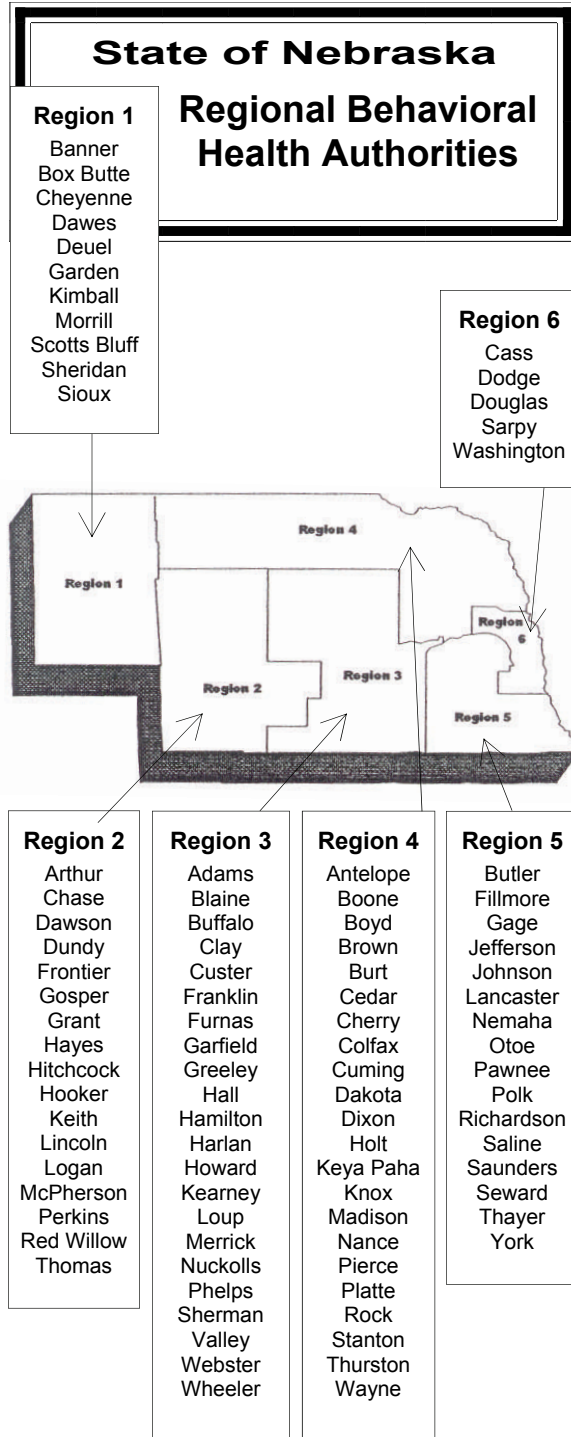 State of Nebraska
Regional Behavioral
Health Authorities
Region 1
Banner
Box Butte
Cheyenne
Dawes
Deuel
Garden
Kimball
Morrill
Scotts Bluff
Sheridan
Sioux
Region 6
Cass
Dodge
Douglas
Sarpy
Washington
Region 4
Region 1
Region
6
Region 2
Region 3
Region 5
Region 2
Arthur
Chase
Dawson
Dundy
Frontier
Gosper
Grant
Hayes
Hitchcock
Hooker
Keith
Lincoln
Logan
McPherson
Perkins
Red Willow
Thomas
Region 3
Adams
Blaine
Buffalo
Clay
Custer
Franklin
Furnas
Garfield
Greeley
Hall
Hamilton
Harlan
Howard
Kearney
Loup
Merrick
Nuckolls
Phelps
Sherman
Valley
Webster
Wheeler
Region 4
Antelope
Boone
Boyd
Brown
Burt
Cedar
Cherry
Colfax
Cuming
Dakota
Dixon
Holt
Keya Paha
Knox
Madison
Nance
Pierce
Platte
Rock
Stanton
Thurston
Wayne
Region 5
Butler
Fillmore
Gage
Jefferson
Johnson
Lancaster
Nemaha
Otoe
Pawnee
Polk
Richardson
Saline
Saunders
Seward
Thayer
York